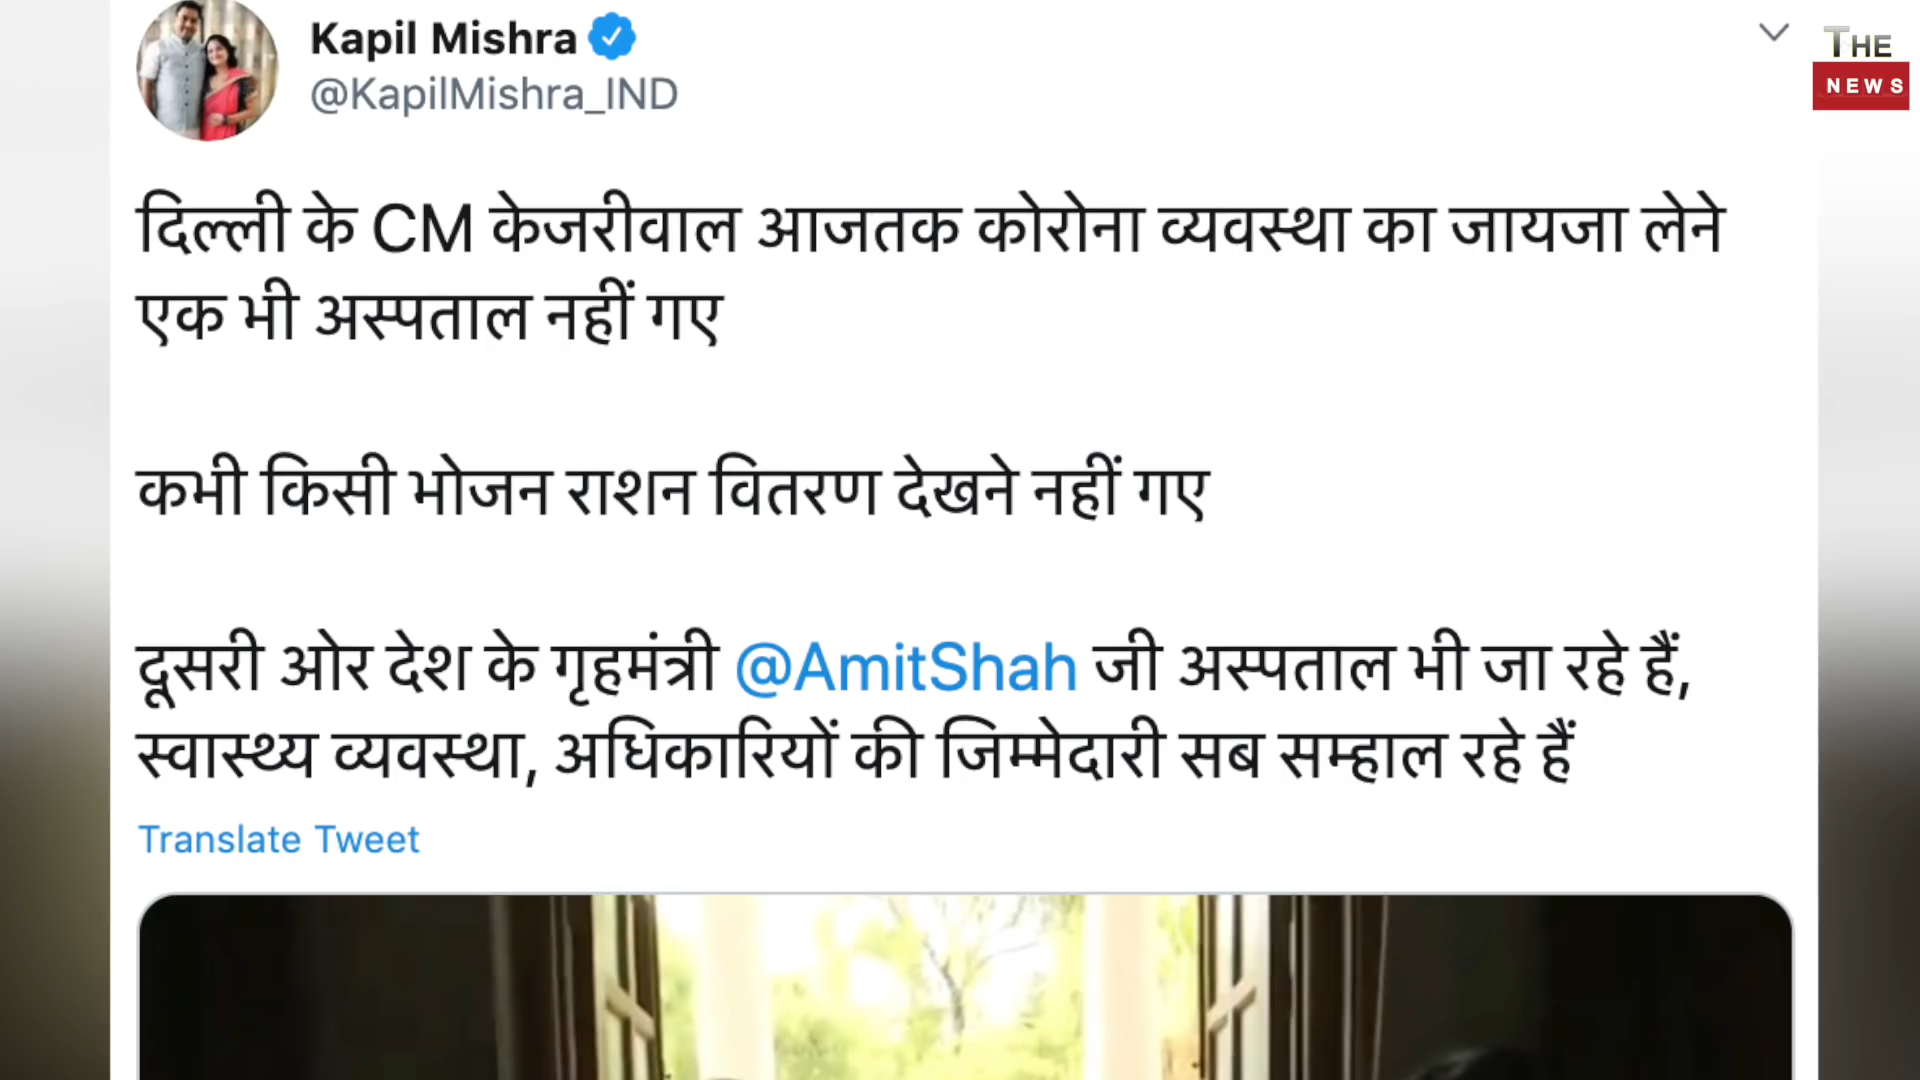 Kapil Mishra
@KapilMishra_IND
THE
NEWS
दिल्ली के CM केजरीवाल आजतक कोरोना व्यवस्था का जायजा लेने
एक भी अस्पताल नहीं गए
कभी किसी भोजन राशन वितरण देखने नहीं गए
दूसरी ओर देश के गृहमंत्री @AmitShah जी अस्पताल भी जा रहे हैं,
स्वास्थ्य व्यवस्था, अधिकारियों की जिम्मेदारी सब सम्हाल रहे हैं
Translate Tweet